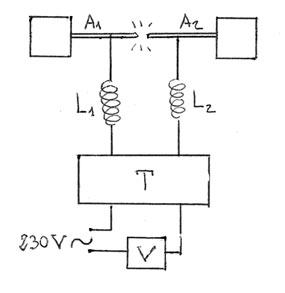 A1 A2
L1 L2
T
230V ~
V